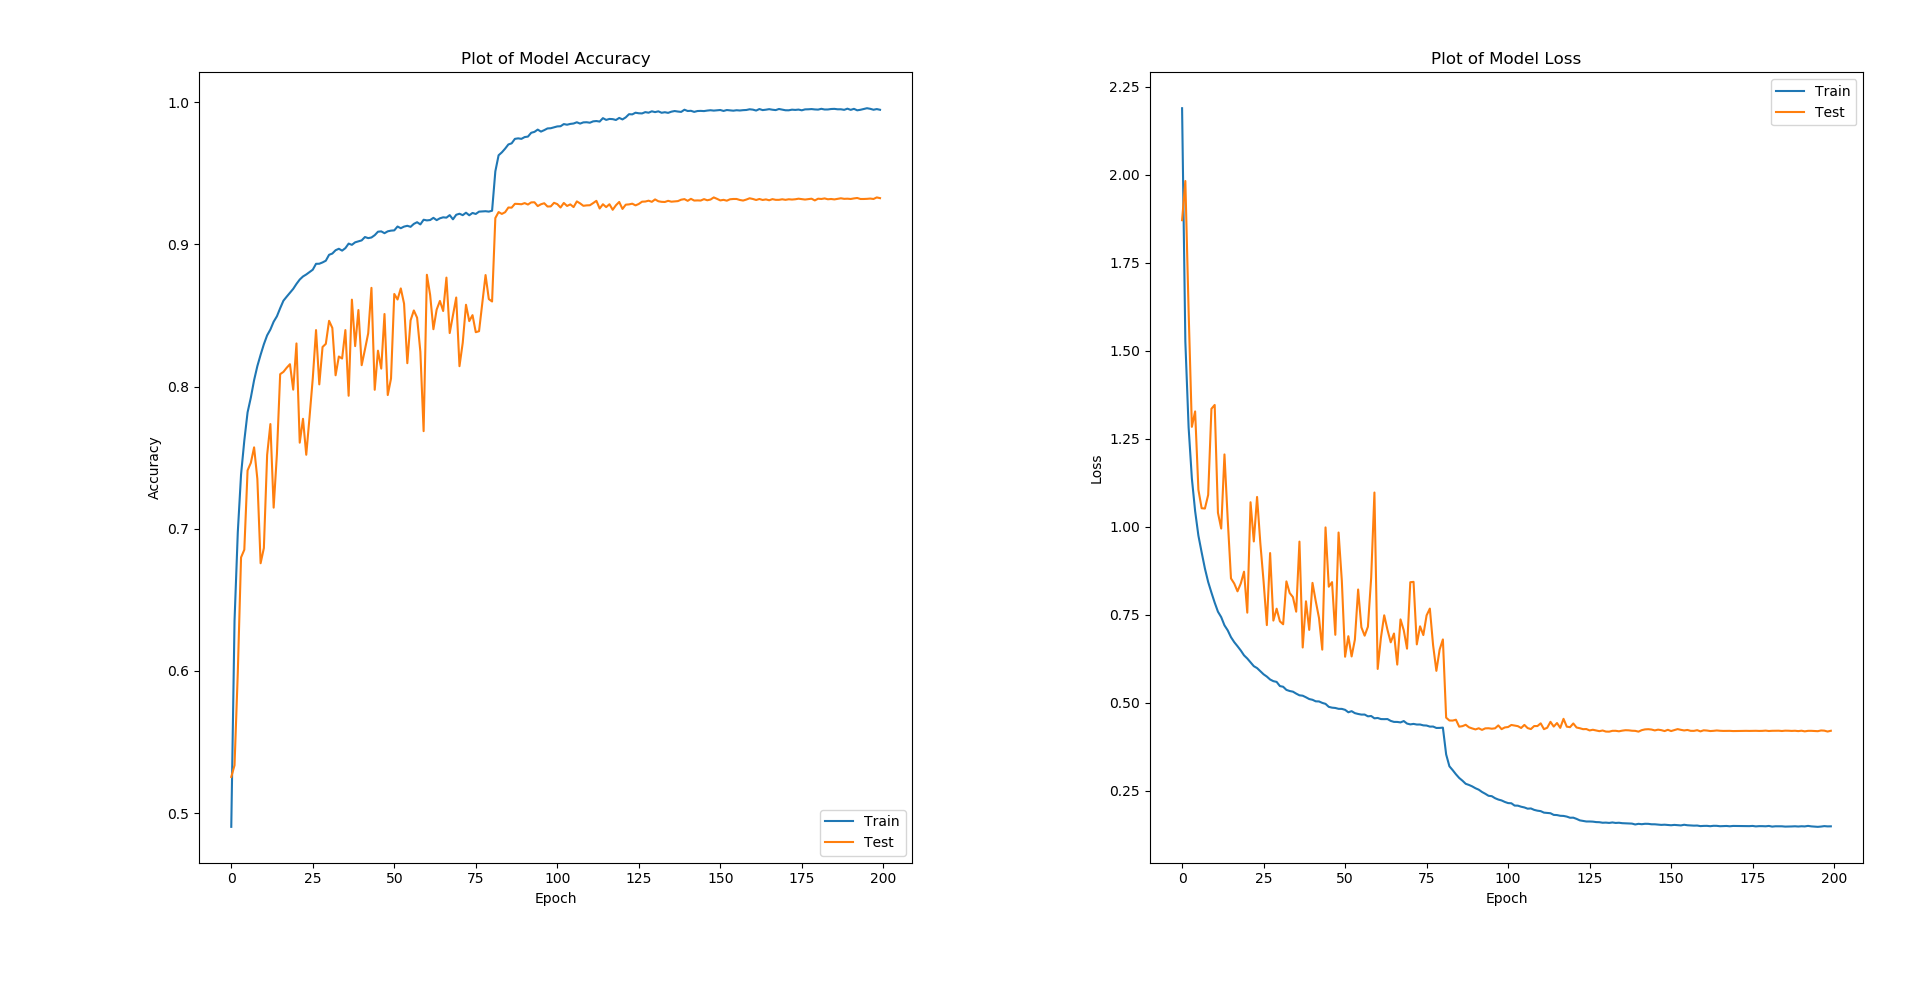 Plot of Model Accuracy
1.0
0.9
0.8
0.7
0.6
0.5
Accuracy
0 25 50 75 100 125 150 175 200
Epoch
Train
Test
Plot of Model Loss
2.25
2.00
1.75
1.50
1.25
1.00
0.75
0.50
0.25
Loss
0 25 50 75 100 125 150 175 200
Epoch
Train
Test